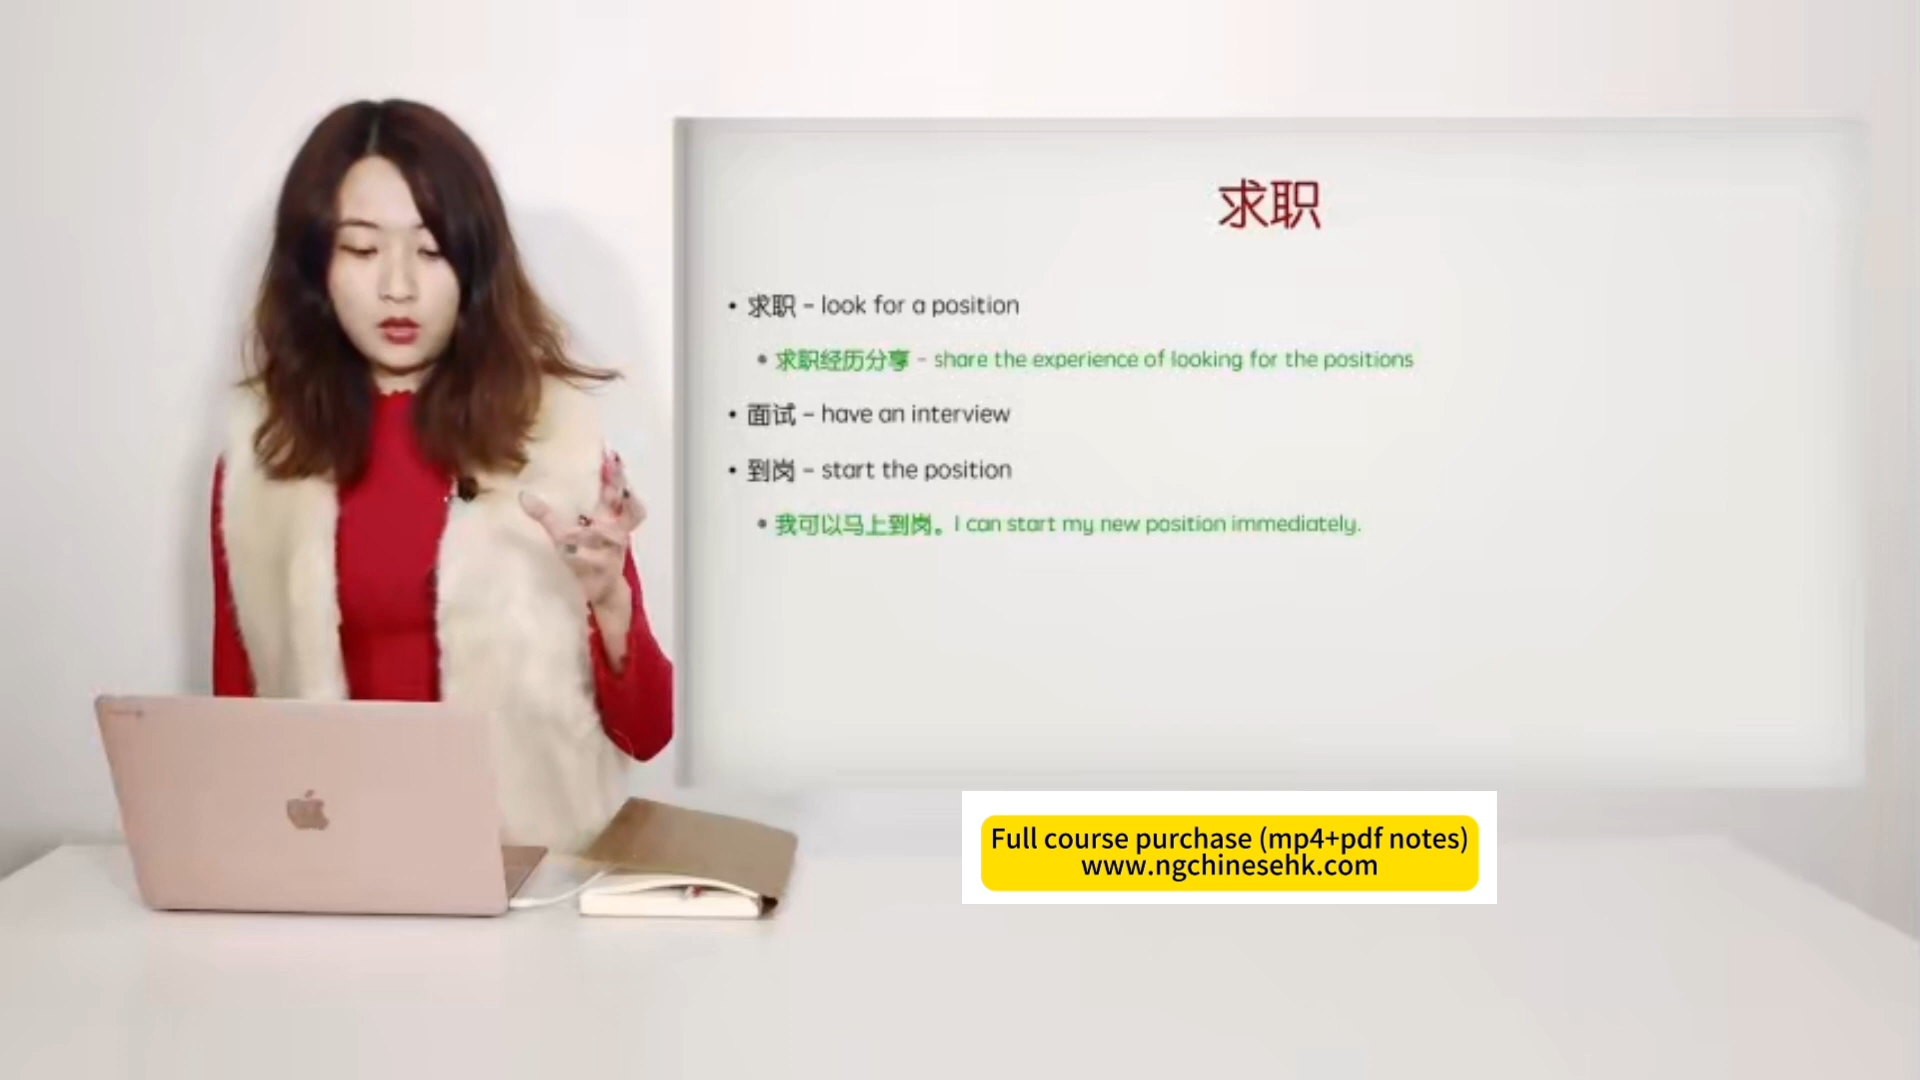 求职
• 求职 – look for a position
• 求职经历分享 – share the experience of looking for the positions
• 面试 – have an interview
• 到岗 – start the position
• 我可以马上到岗。I can start my new position immediately.
Full course purchase (mp4+pdf notes)
www.ngchinesehk.com